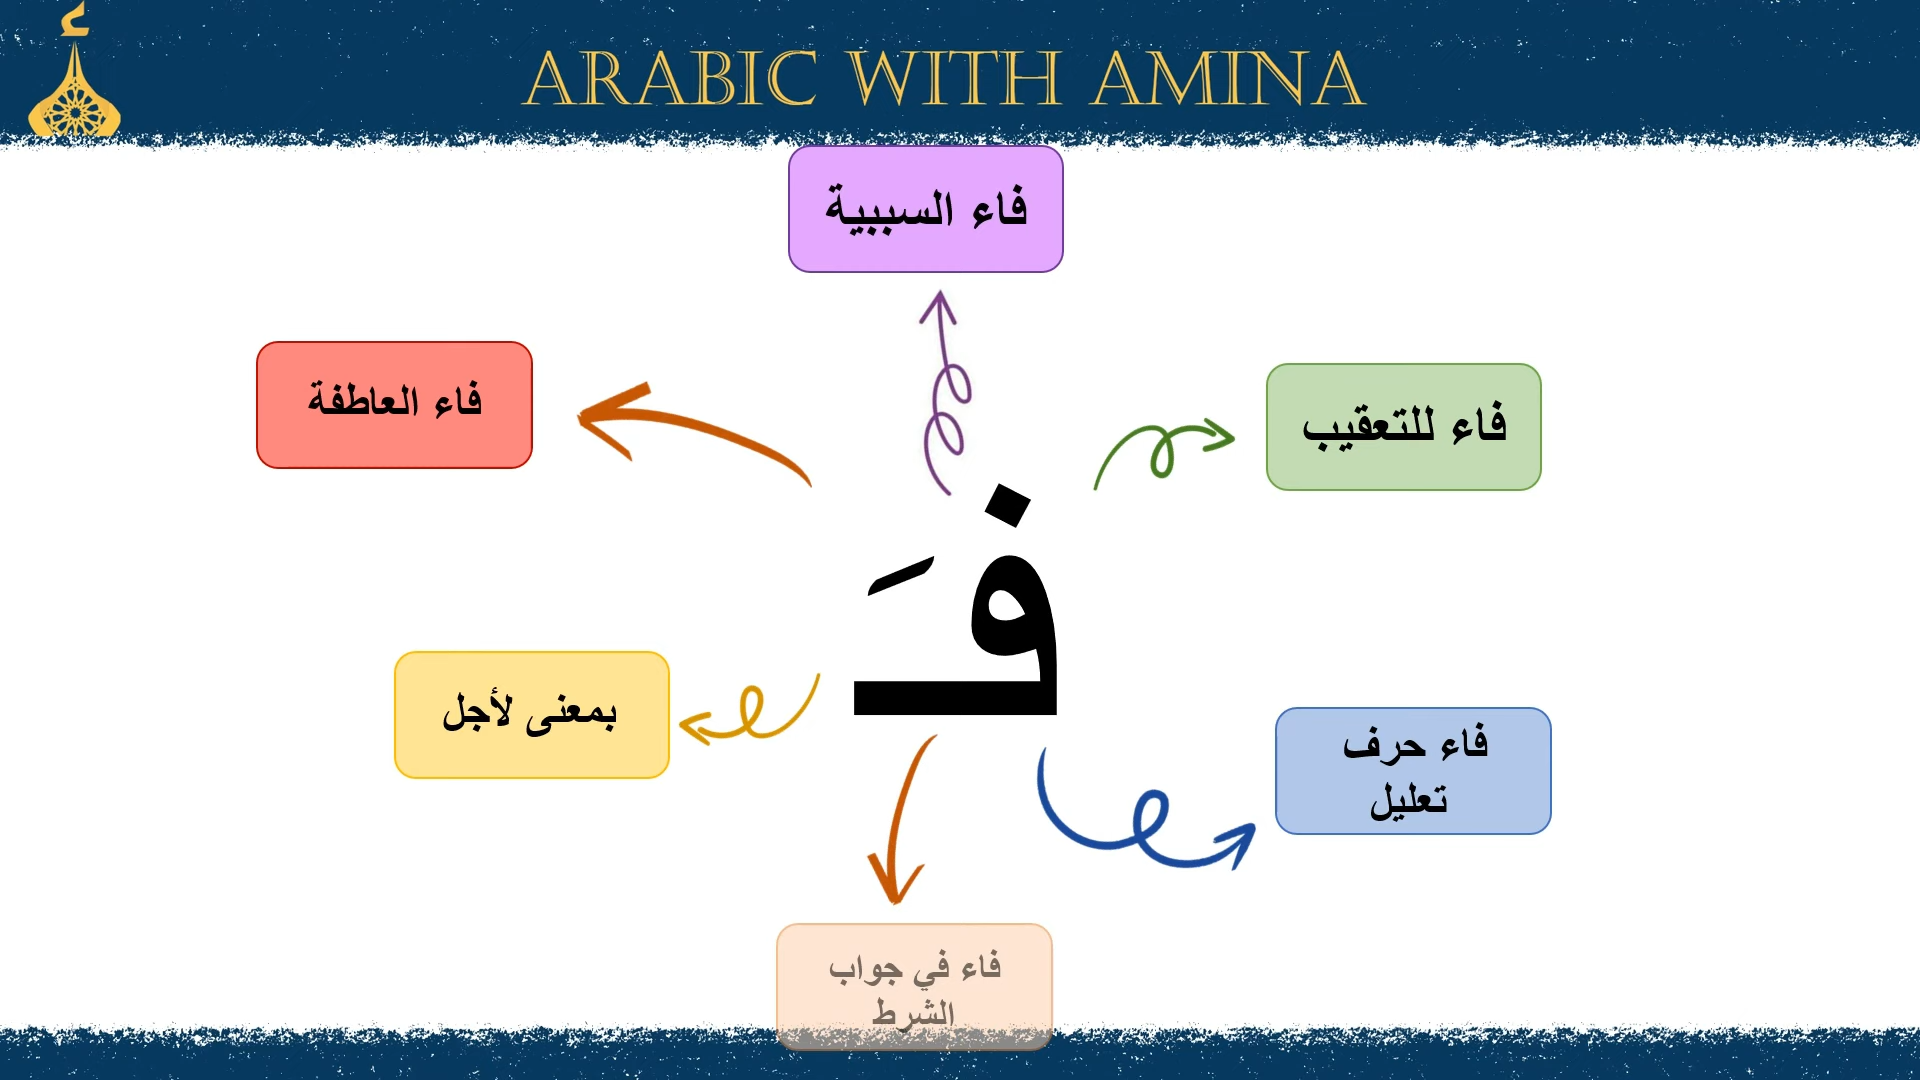 ARABIC WITH AMINA
فاء السببية
فاء العاطفة
فاء للتعقيب
فَـ
بمعنى لأجل
فاء حرف
تعليل
فاء في جواب
الشرط